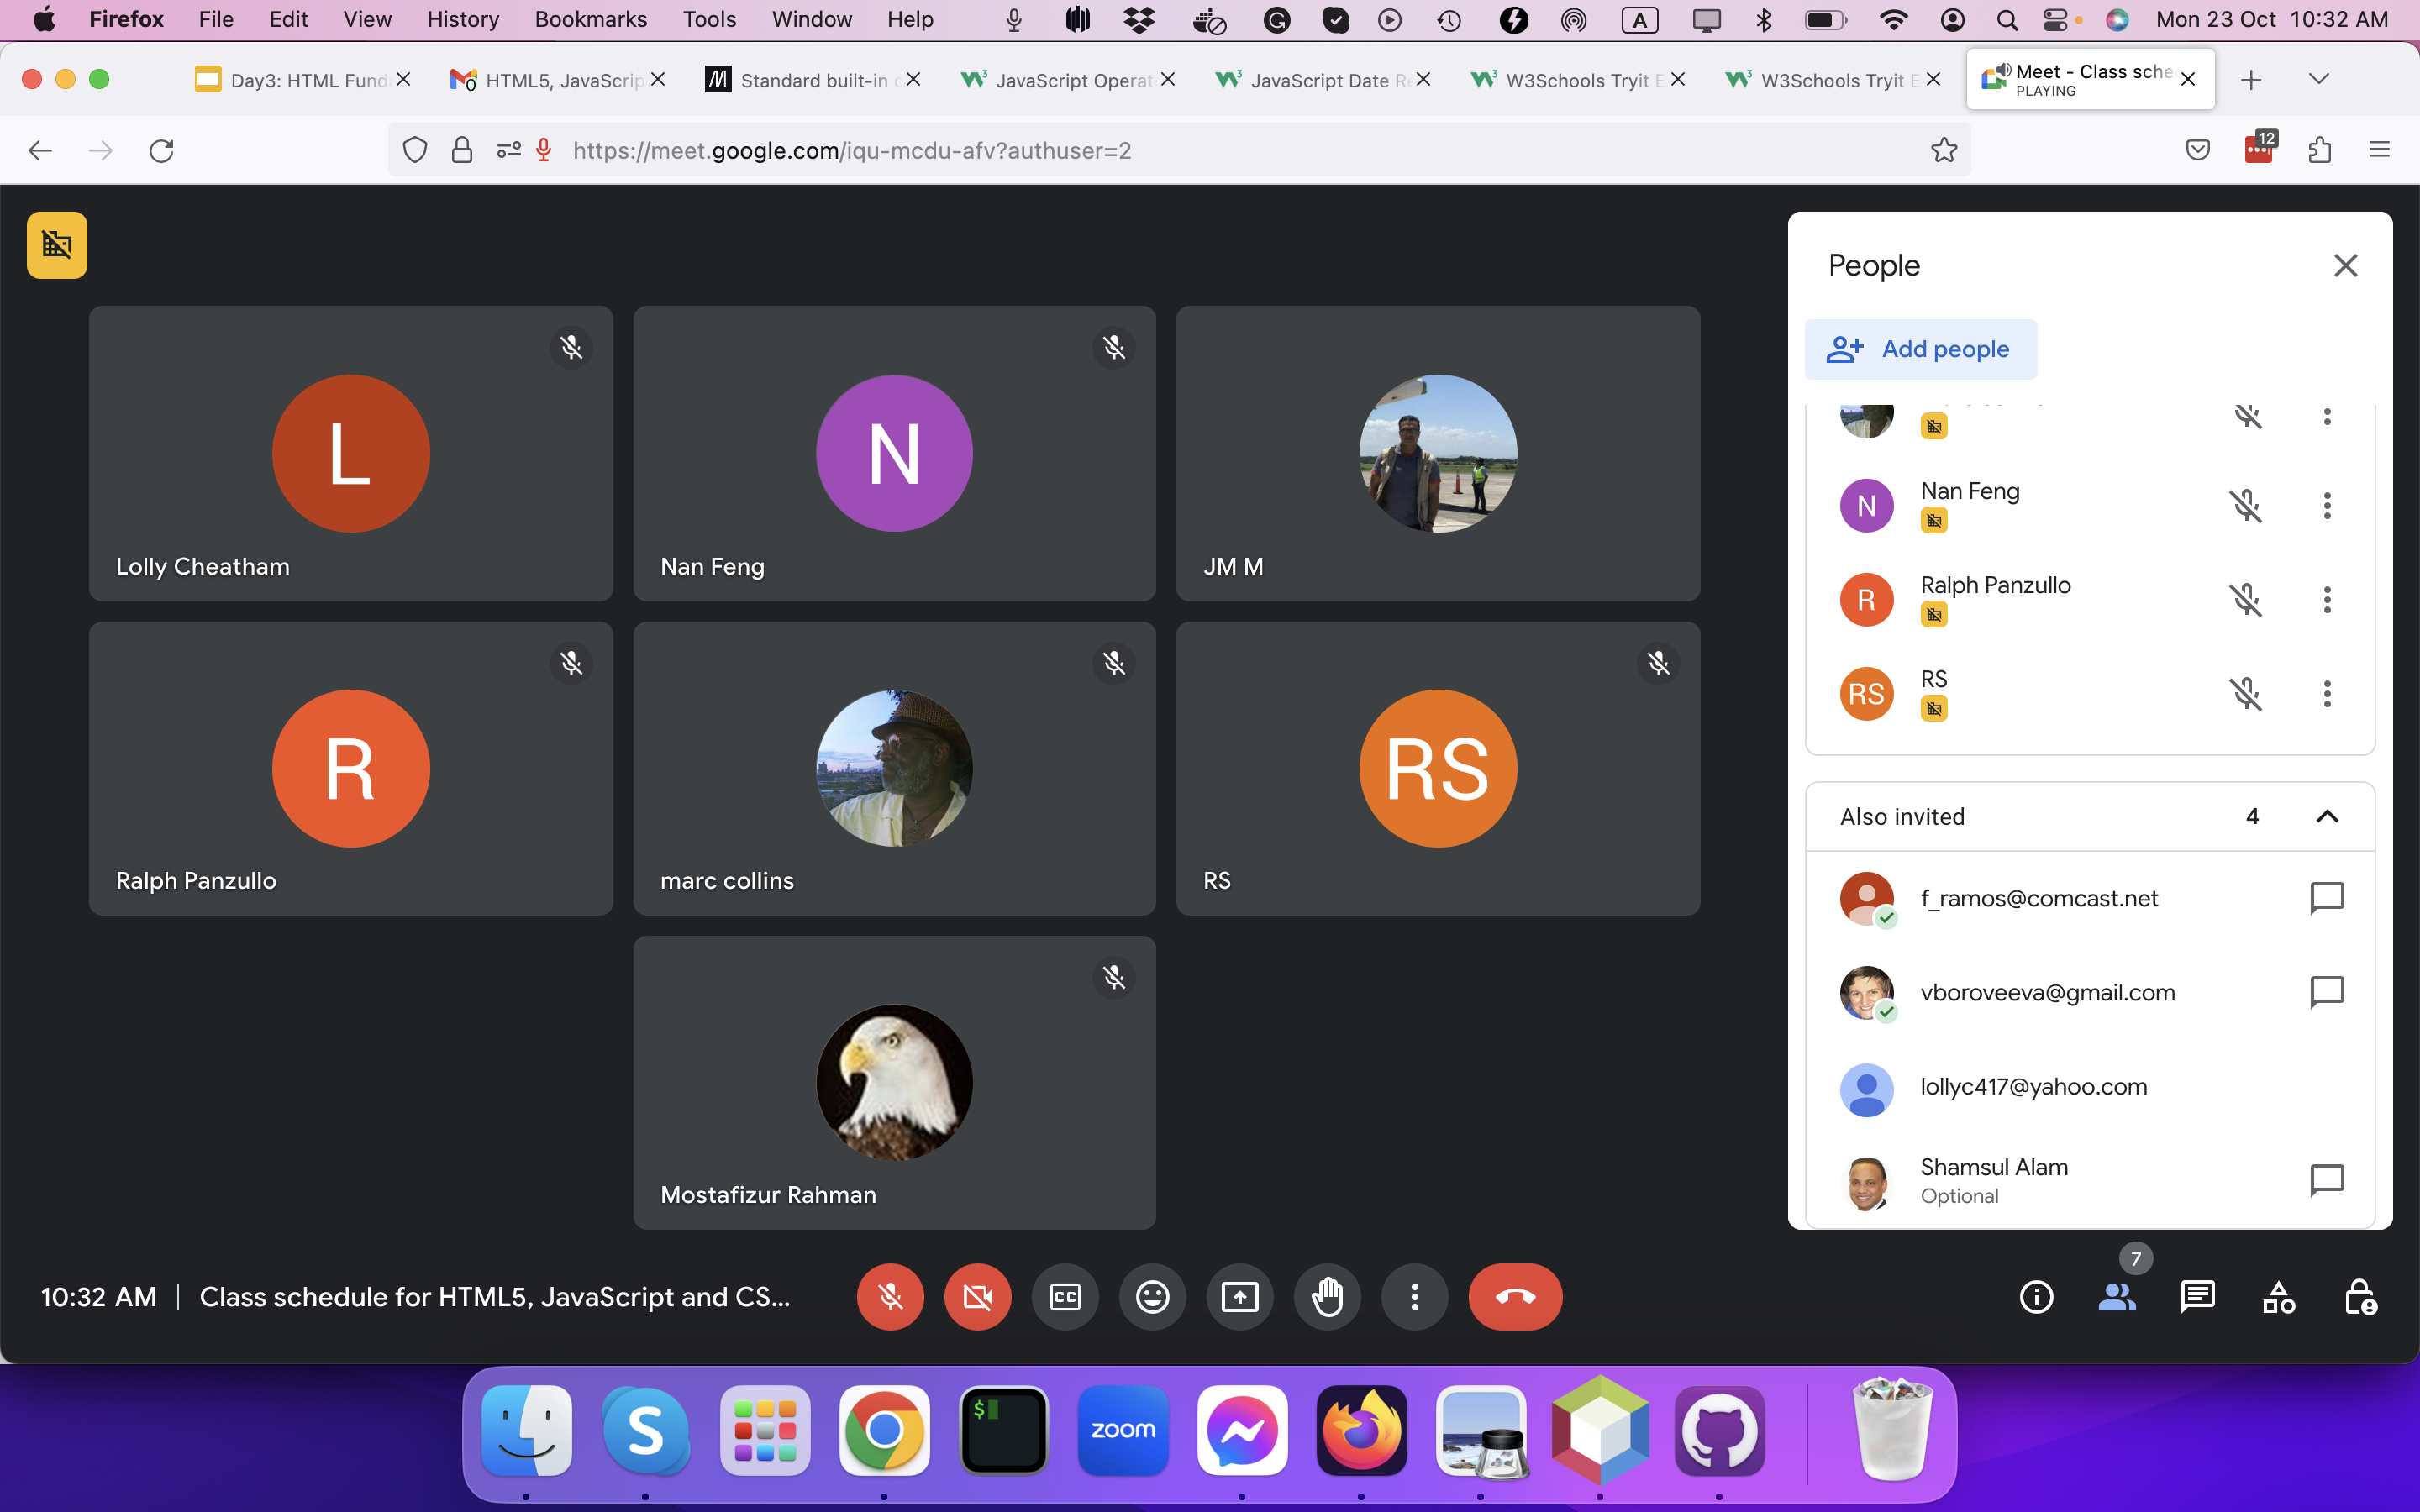 Firefox File Edit View History Bookmarks Tools Window Help A Mon 23 Oct 10:32 AM
Day3: HTML Fund HTML5, JavaScrip Standard built-in JavaScript Operat JavaScript Date R W3Schools Tryit E W3Schools Tryit E Meet - Class sche
PLAYING
https://meet.google.com/iqu-mcdu-afv?authuser=2
12
People
Add people
L
Lolly Cheatham
N
Nan Feng
JM M
R
Ralph Panzullo
marc collins
RS
RS
Mostafizur Rahman
N
Nan Feng
R
Ralph Panzullo
RS
RS
Also invited 4
f_ramos@comcast.net
vboroveeva@gmail.com
lollyc417@yahoo.com
Shamsul Alam
Optional
10:32 AM | Class schedule for HTML5, JavaScript and CS...
CC
7
S
$
zoom